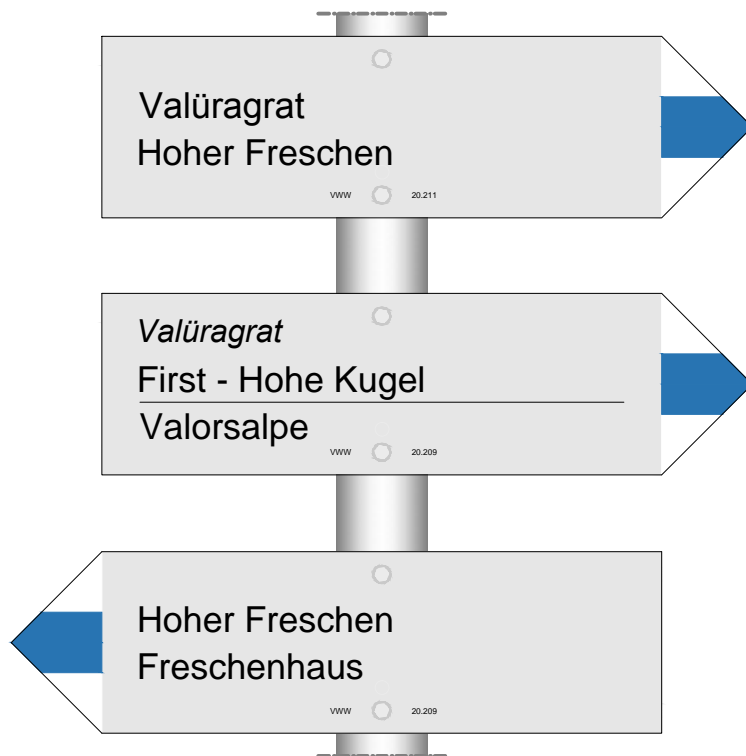 Valüragrat
Hoher Freschen
VWW 20.211
Valüragrat
First - Hohe Kugel
Valorsalpe
VWW 20.209
Hoher Freschen
Freschenhaus
VWW 20.209